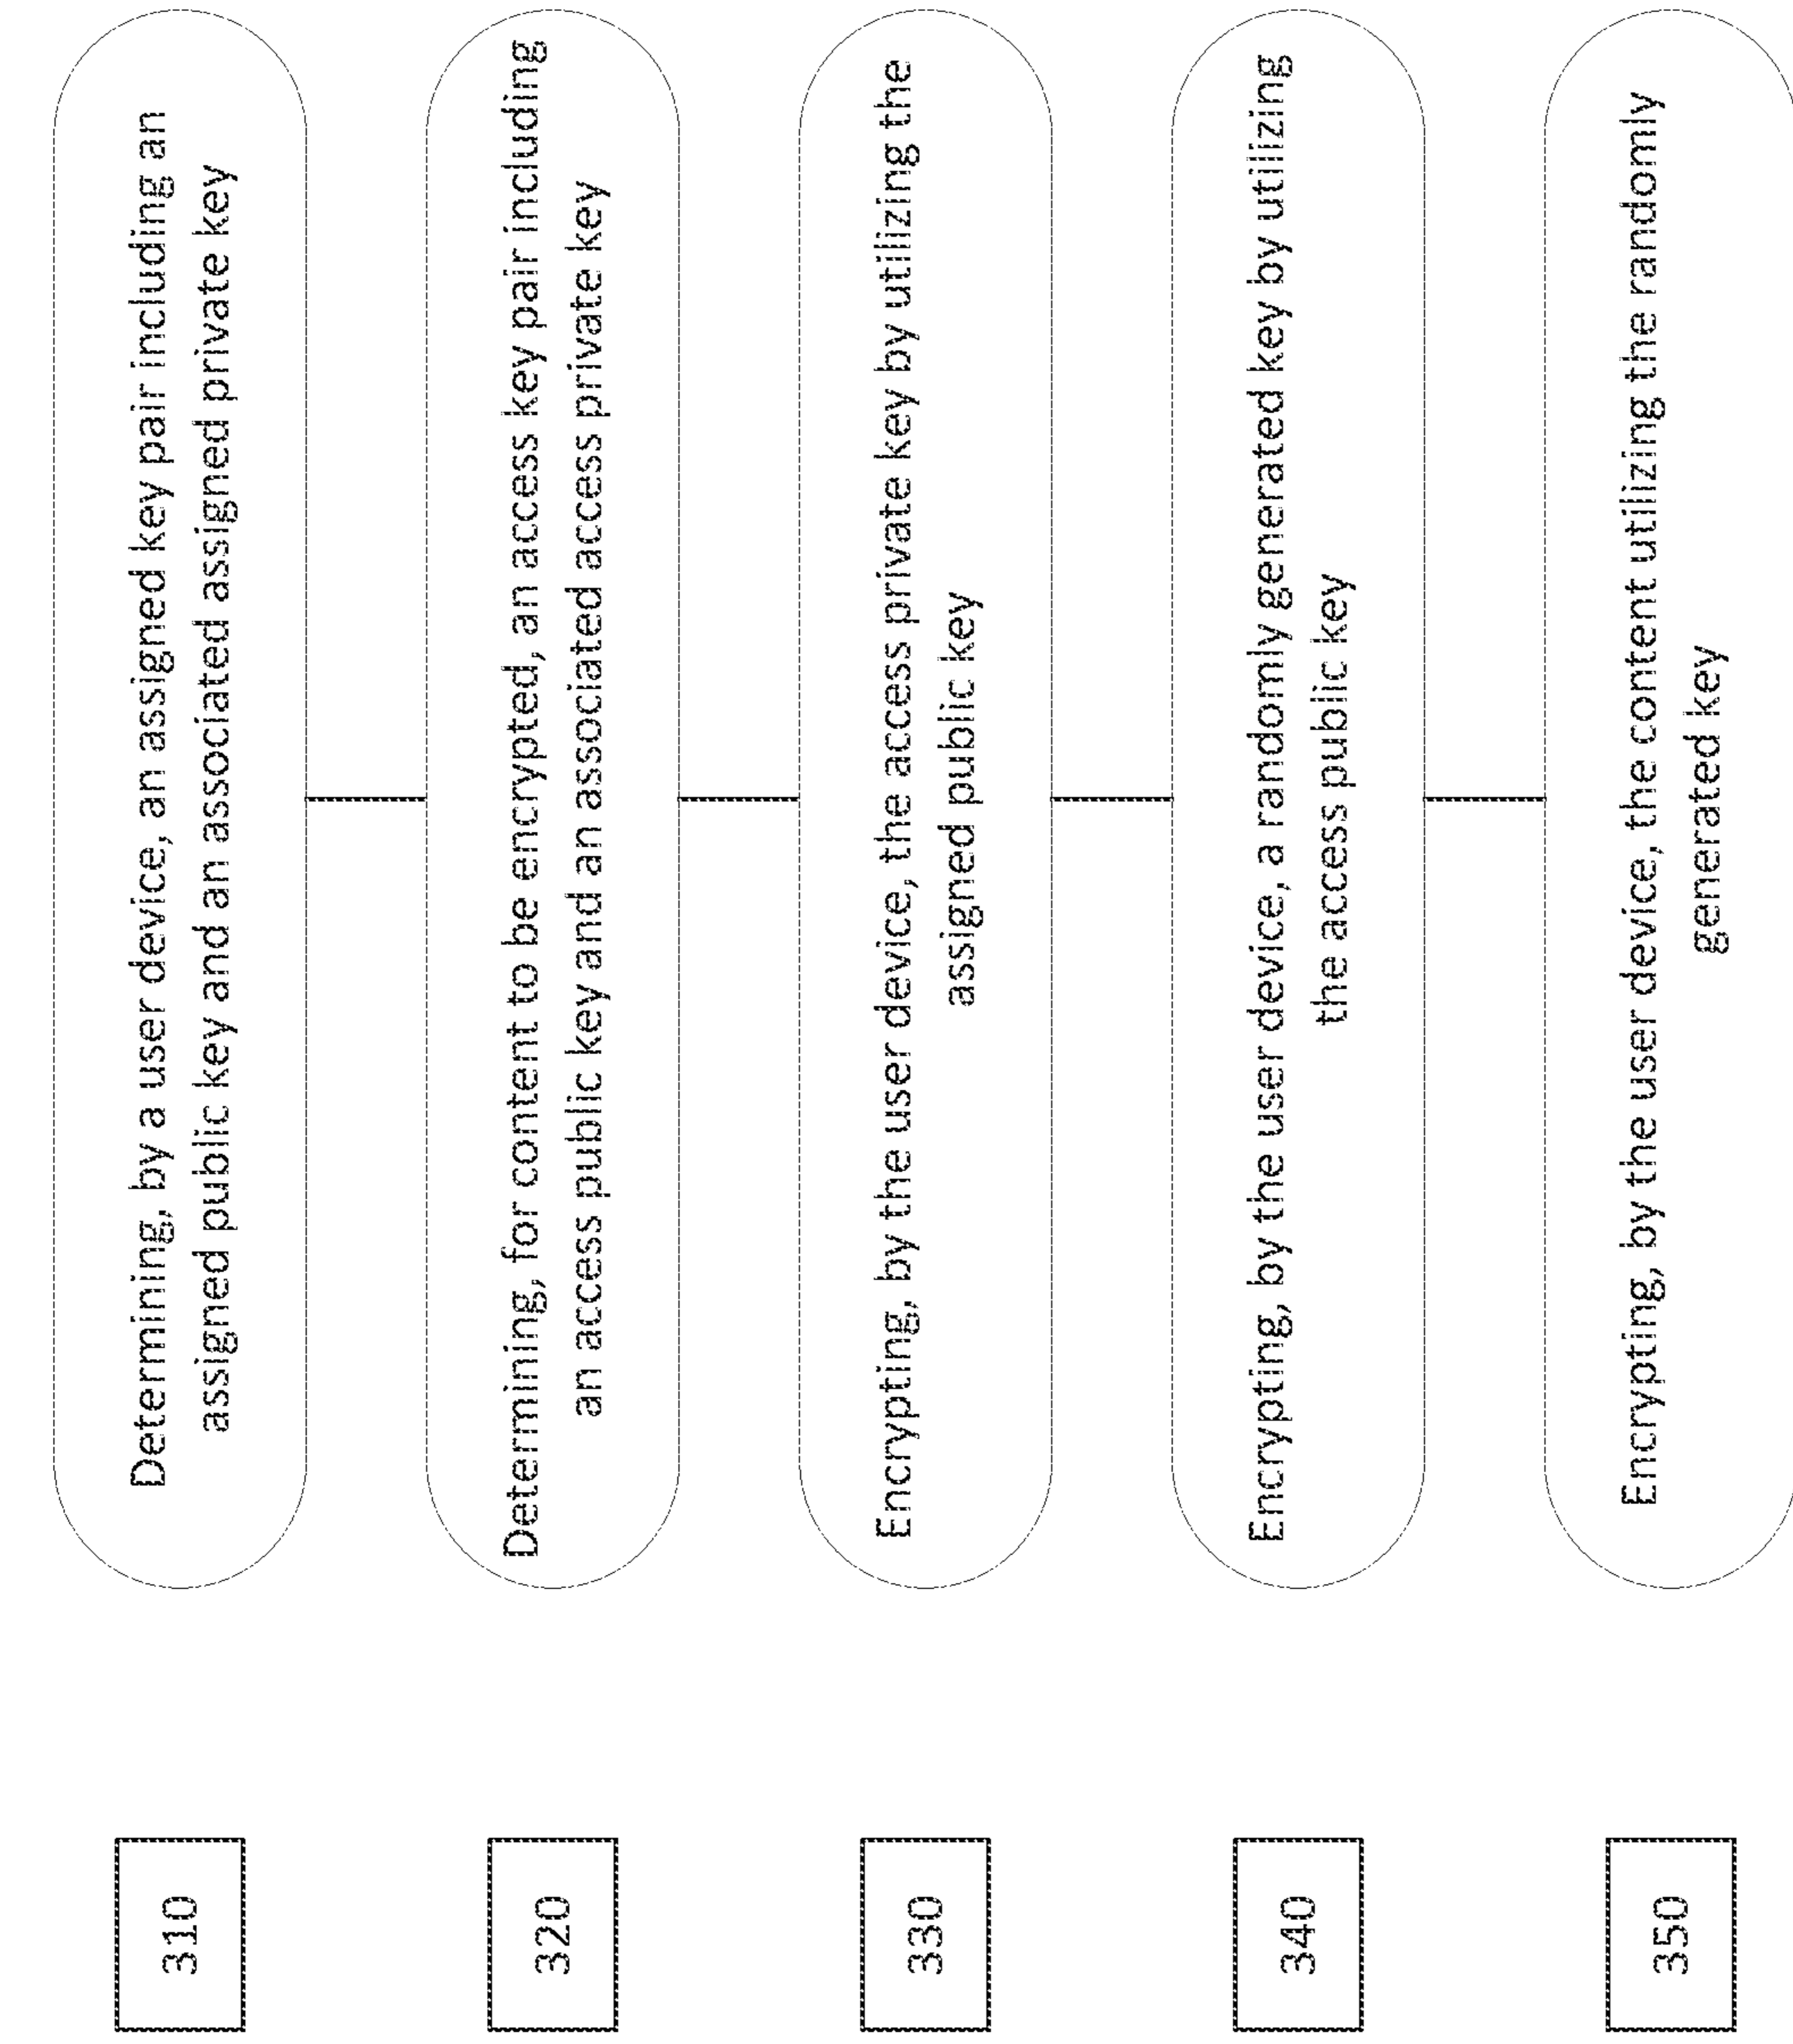 310
Determining, by a user device, an assigned key pair including an
assigned public key and an associated assigned private key
320
Determining, for content to be encrypted, an access key pair including
an access public key and an associated access private key
330
Encrypting, by the user device, the access private key by utilizing the
assigned public key
340
Encrypting, by the user device, a randomly generated key by utilizing
the access public key
350
Encrypting, by the user device, the content utilizing the randomly
generated key